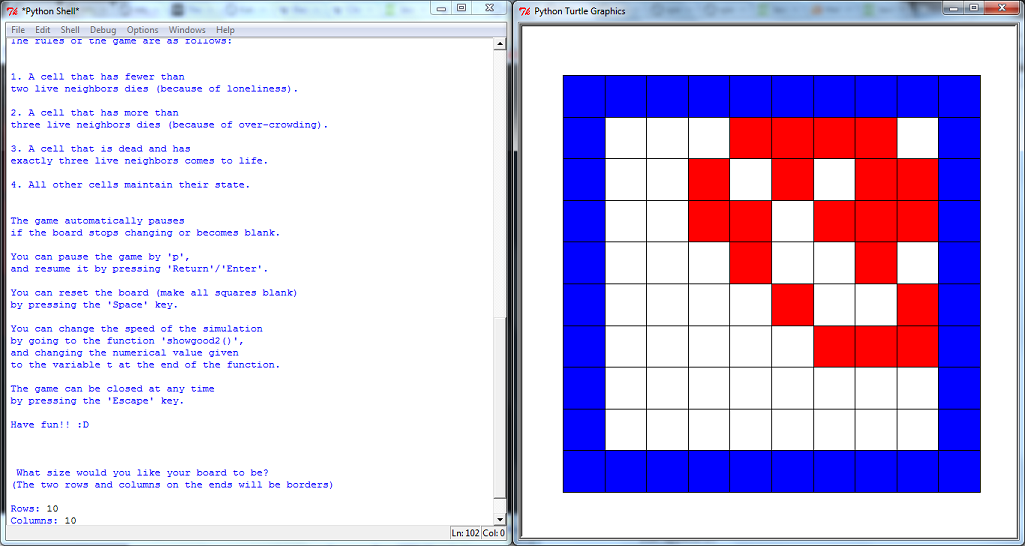 *Python Shell*
File Edit Shell Debug Options Windows Help
The rules of the game are as follows:
1. A cell that has fewer than
two live neighbors dies (because of loneliness).
2. A cell that has more than
three live neighbors dies (because of over-crowding).
3. A cell that is dead and has
exactly three live neighbors comes to life.
4. All other cells maintain their state.
The game automatically pauses
if the board stops changing or becomes blank.
You can pause the game by 'p',
and resume it by pressing 'Return'/'Enter'.
You can reset the board (make all squares blank)
by pressing the 'Space' key.
You can change the speed of the simulation
by going to the function 'showgood2()',
and changing the numerical value given
to the variable t at the end of the function.
The game can be closed at any time
by pressing the 'Escape' key.
Have fun!! :D
What size would you like your board to be?
(The two rows and columns on the ends will be borders)
Rows: 10
Columns: 10
Ln: 102 Col: 0
Python Turtle Graphics